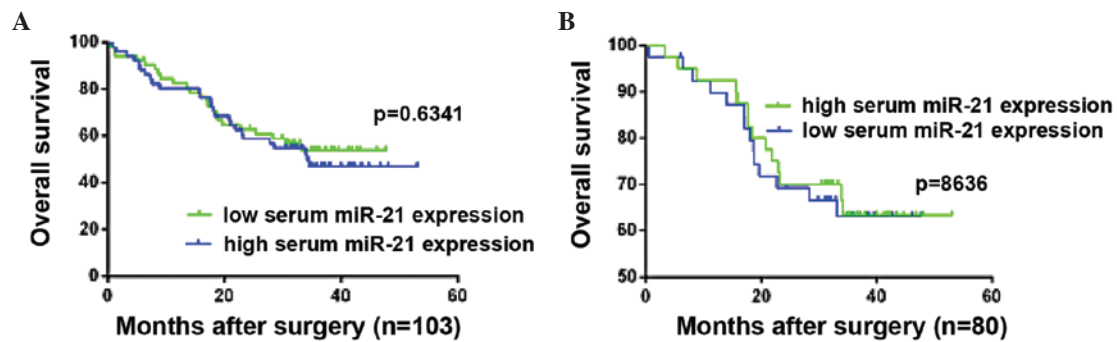 A
100
80
60
40
20
0
Overall survival
p=0.6341
low serum miR-21 expression
high serum miR-21 expression
0 20 40 60
Months after surgery (n=103)
B
100
90
80
70
60
50
Overall survival
high serum miR-21 expression
low serum miR-21 expression
p=8636
0 20 40 60
Months after surgery (n=80)